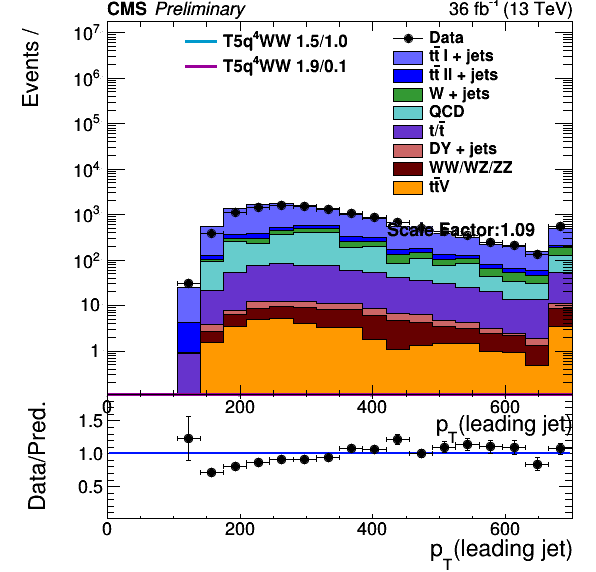 CMS Preliminary 36 fb⁻¹ (13 TeV)
Events /
10⁷
10⁶
10⁵
10⁴
10³
10²
10
1
T5q⁴WW 1.5/1.0
T5q⁴WW 1.9/0.1
Data
tt̄ l + jets
tt̄ ll + jets
W + jets
QCD
t/t̄
DY + jets
WW/WZ/ZZ
tt̄V
Scale Factor:1.09
0 200 400 600
p_T(leading jet)
Data/Pred.
1.5
1.0
0.5
0 200 400 600
p_T(leading jet)